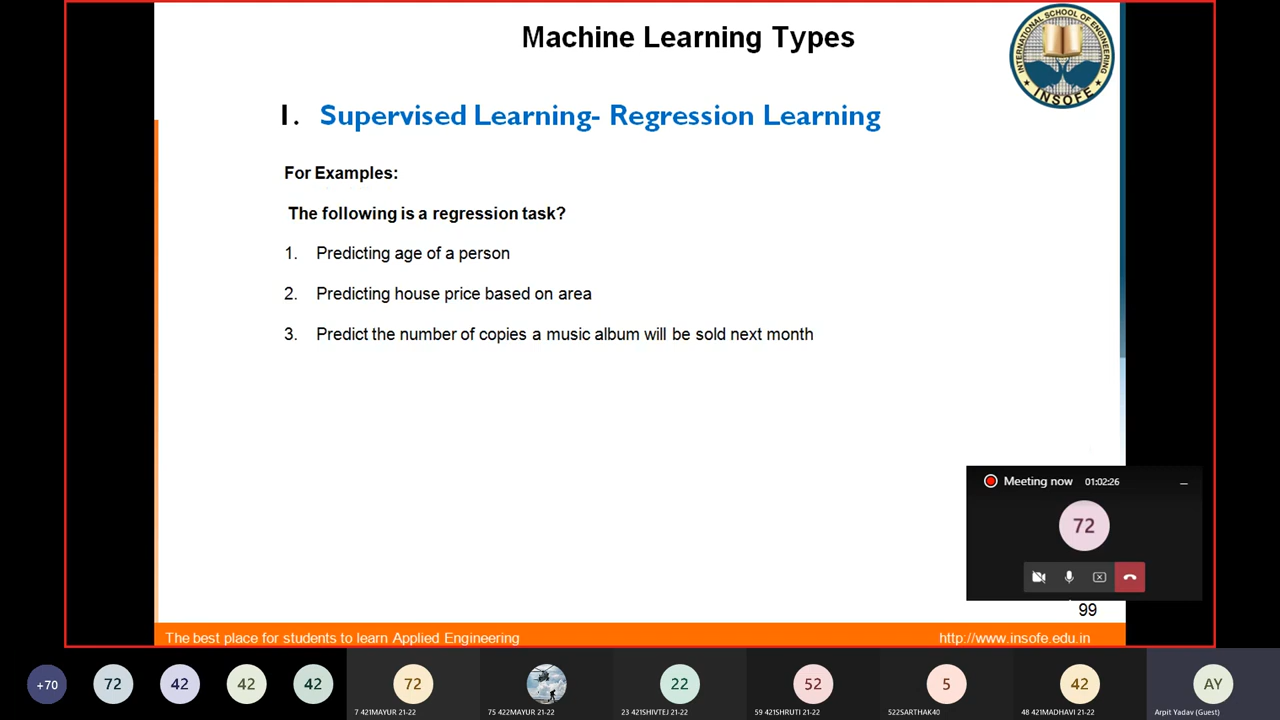 Machine Learning Types
INTERNATIONAL SCHOOL OF ENGINEERING
INSOFE
1. Supervised Learning- Regression Learning
For Examples:
The following is a regression task?
1. Predicting age of a person
2. Predicting house price based on area
3. Predict the number of copies a music album will be sold next month
Meeting now 01:02:26
72
99
The best place for students to learn Applied Engineering
http://www.insofe.edu.in
+70 72 42 42 42 72 22 52 5 42 AY
7 421MAYUR 21-22
75 422MAYUR 21-22
23 421SHIVTEJ 21-22
59 421SHRUTI 21-22
522SARTHAK40
48 421MADHAVI 21-22
Arpit Yadav (Guest)